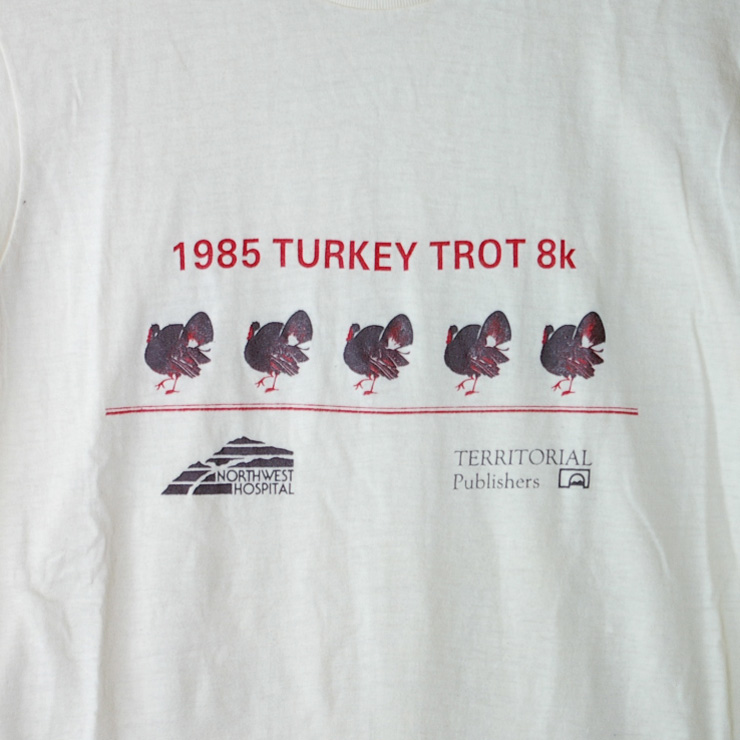 1985 TURKEY TROT 8k
NORTHWEST
HOSPITAL
TERRITORIAL
Publishers